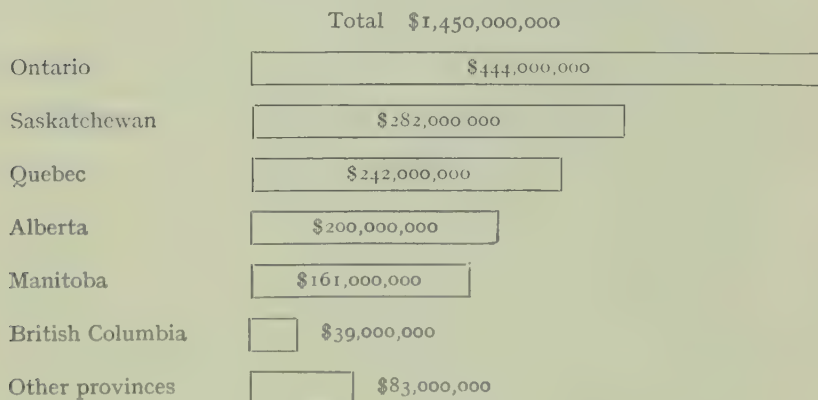 Total $1,450,000,000
Ontario $444,000,000
Saskatchewan $282,000 000
Quebec $242,000,000
Alberta $200,000,000
Manitoba $161,000,000
British Columbia $39,000,000
Other provinces $83,000,000